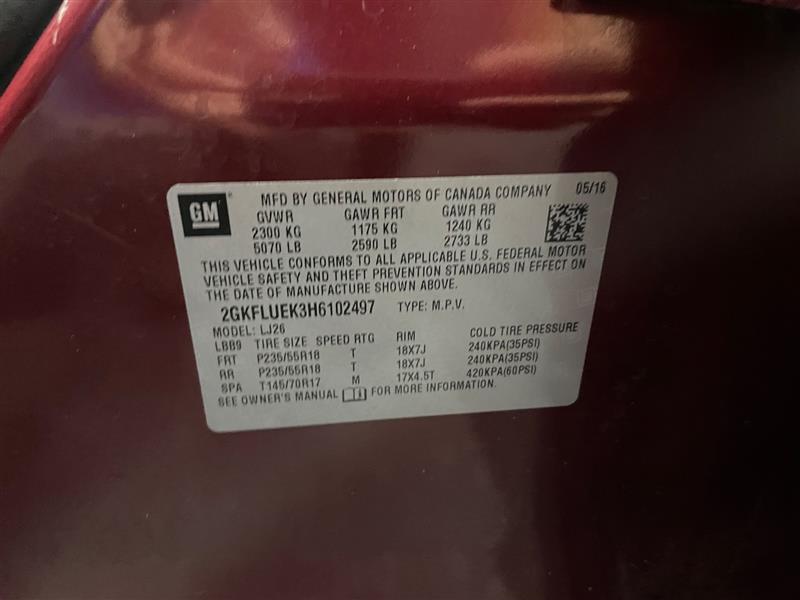 GM
MFD BY GENERAL MOTORS OF CANADA COMPANY 05/16
GVWR GAWR FRT GAWR RR
2300 KG 1175 KG 1240 KG
5070 LB 2590 LB 2733 LB
THIS VEHICLE CONFORMS TO ALL APPLICABLE U.S. FEDERAL MOTOR
VEHICLE SAFETY AND THEFT PREVENTION STANDARDS IN EFFECT ON
THE DATE OF MANUFACTURE SHOWN ABOVE.
2GKFLUEK3H6102497 TYPE: M.P.V.
MODEL: LJ26
LBB9 TIRE SIZE SPEED RTG RIM COLD TIRE PRESSURE
FRT P235/55R18 T 18X7J 240KPA(35PSI)
RR P235/55R18 T 18X7J 240KPA(35PSI)
SPA T145/70R17 M 17X4.5T 420KPA(60PSI)
SEE OWNER'S MANUAL FOR MORE INFORMATION.